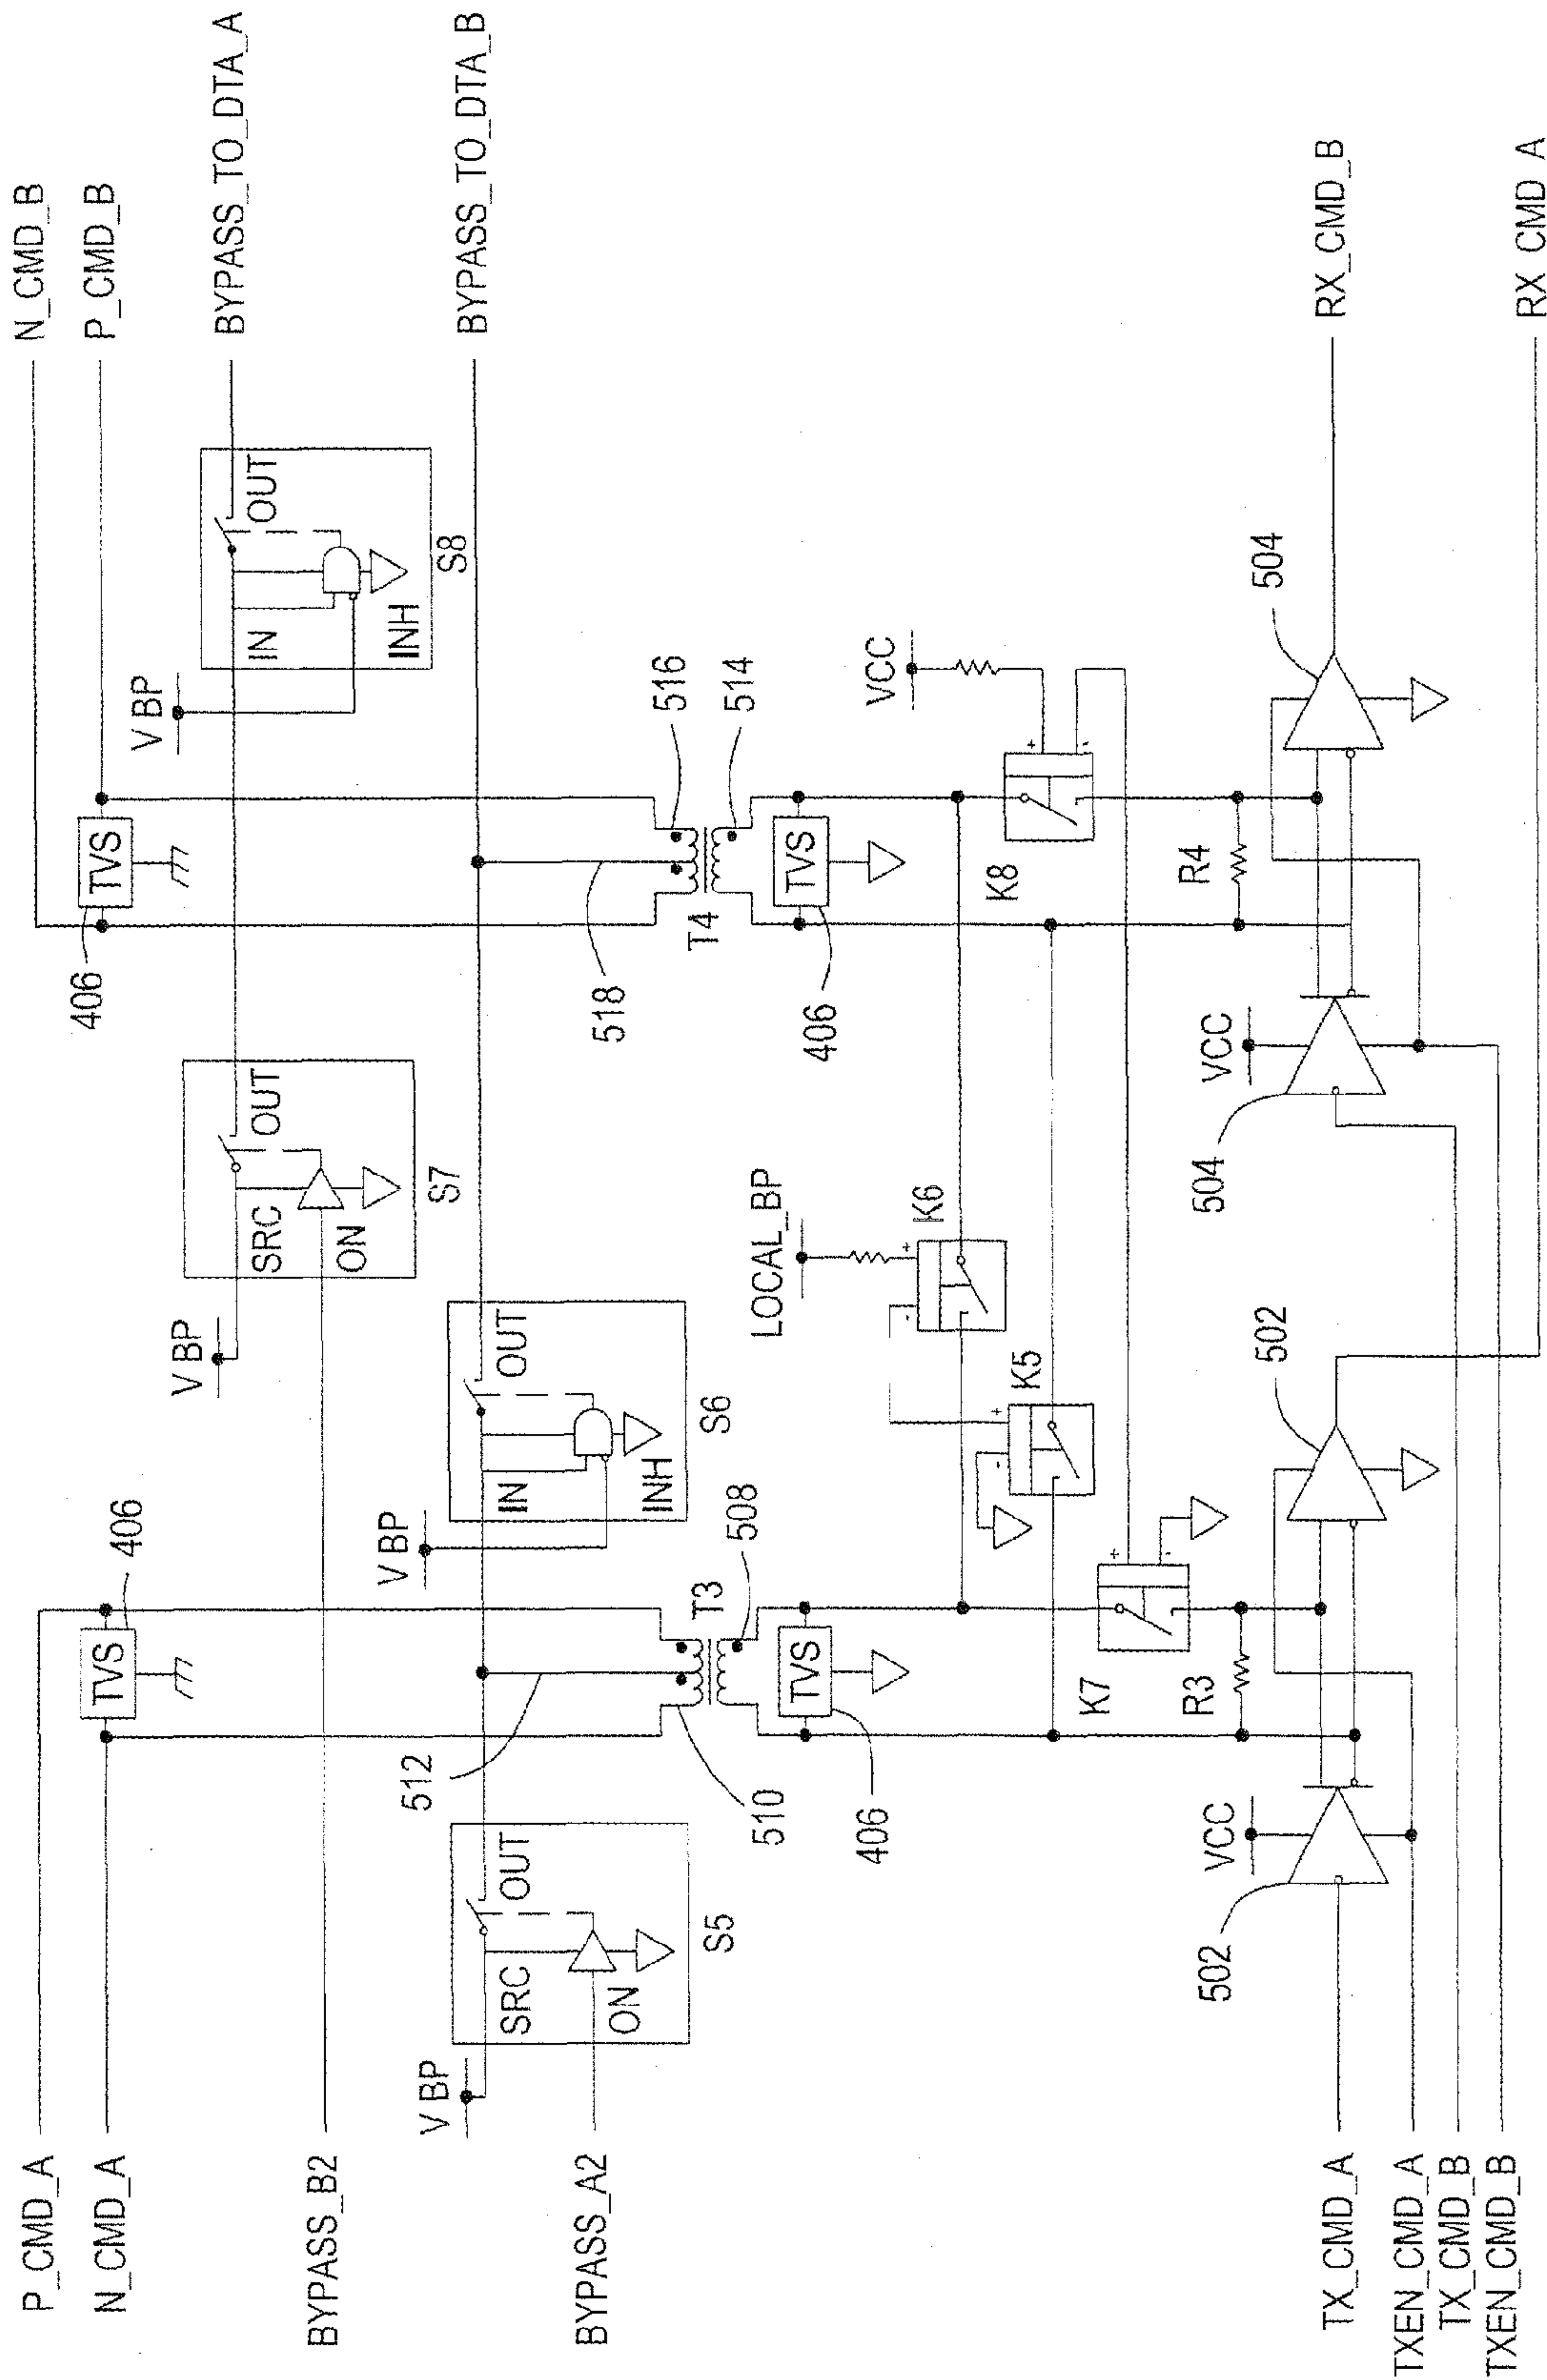 P_CMD_A
N_CMD_A
BYPASS_B2
BYPASS_A2
TX_CMD_A
TXEN_CMD_A
TX_CMD_B
TXEN_CMD_B
N_CMD_B
P_CMD_B
BYPASS_TO_DTA_A
BYPASS_TO_DTA_B
RX_CMD_B
RX CMD A
TVS
406
TVS
406
V BP
SRC
OUT
ON
S7
V BP
IN
OUT
INH
S8
V BP
SRC
OUT
ON
S5
V BP
IN
OUT
INH
S6
512
510
T3
508
518
T4
516
514
TVS
406
TVS
406
LOCAL_BP
+
-
K6
+
-
K5
VCC
+
-
K8
+
-
K7
R3
R4
VCC
502
502
VCC
504
504